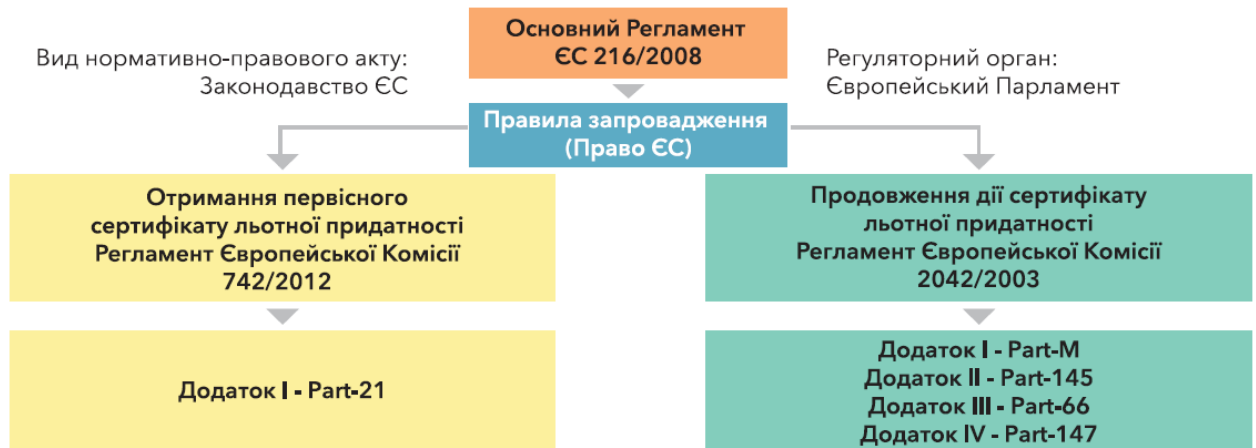 Основний Регламент
ЄС 216/2008
Вид нормативно-правового акту:
Законодавство ЄС
Регуляторний орган:
Європейський Парламент
Правила запровадження
(Право ЄС)
Отримання первісного
сертифікату льотної придатності
Регламент Європейської Комісії
742/2012
Продовження дії сертифікату
льотної придатності
Регламент Європейської Комісії
2042/2003
Додаток I - Part-21
Додаток I - Part-M
Додаток II - Part-145
Додаток III - Part-66
Додаток IV - Part-147